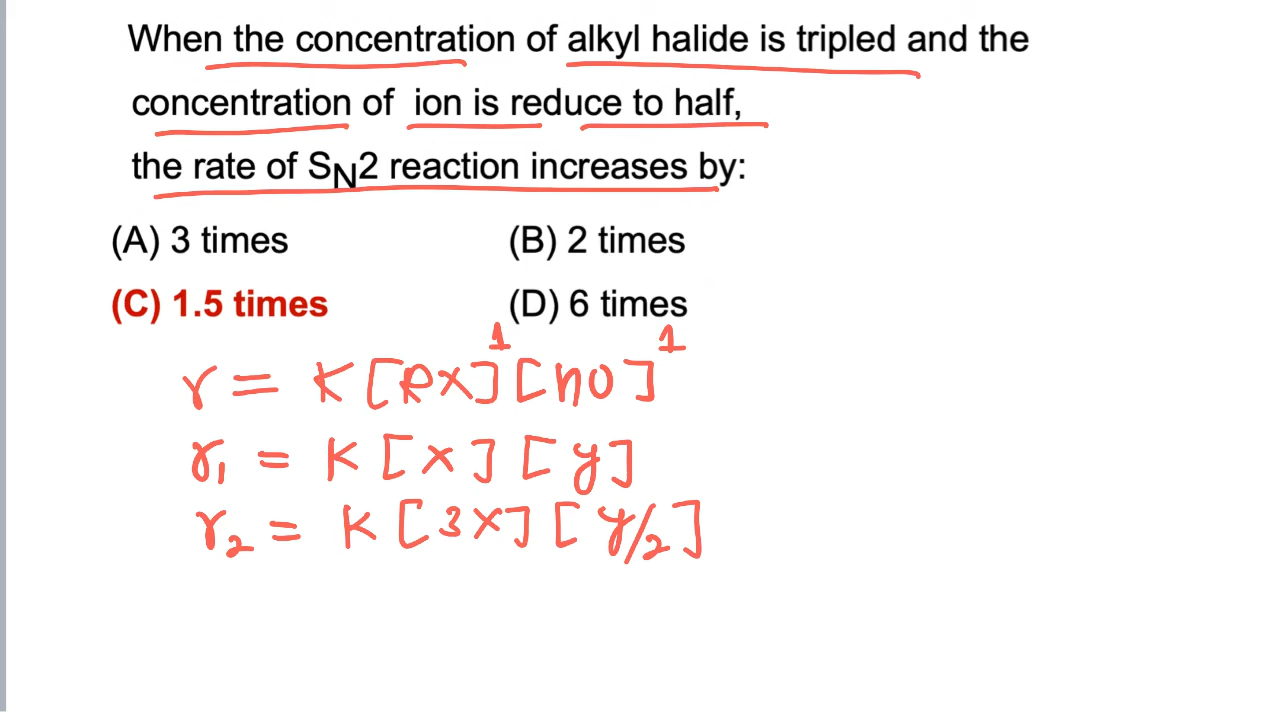 When the concentration of alkyl halide is tripled and the
concentration of ion is reduce to half,
the rate of SN2 reaction increases by:
(A) 3 times (B) 2 times
(C) 1.5 times (D) 6 times
r = K[RX]¹[nu]¹
r₁ = K[x][y]
r₂ = K[3x][y/2]